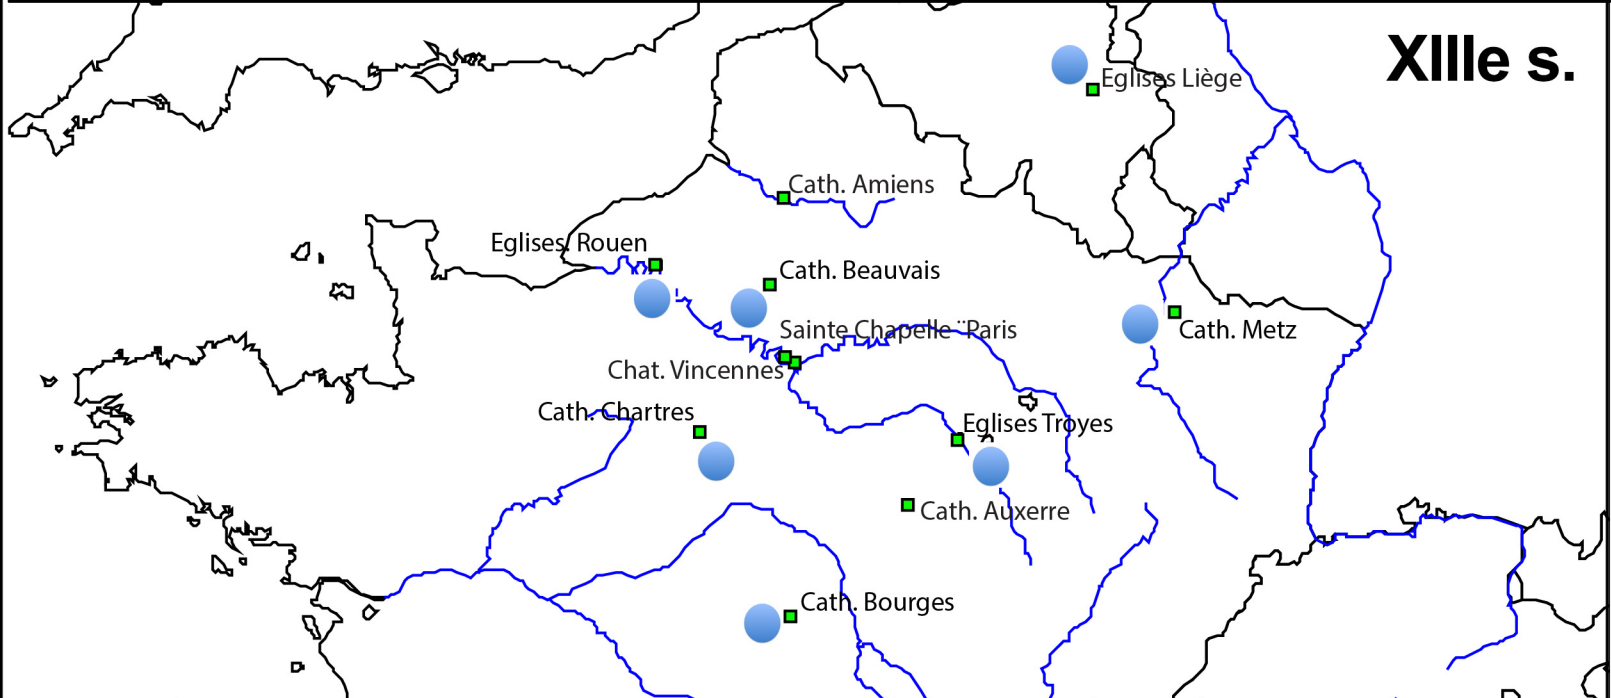 XIIIe s.
Eglises Liège
Cath. Amiens
Eglises. Rouen
Cath. Beauvais
Sainte Chapelle ¨Paris
Cath. Metz
Chat. Vincennes
Cath. Chartres
Eglises Troyes
Cath. Auxerre
Cath. Bourges